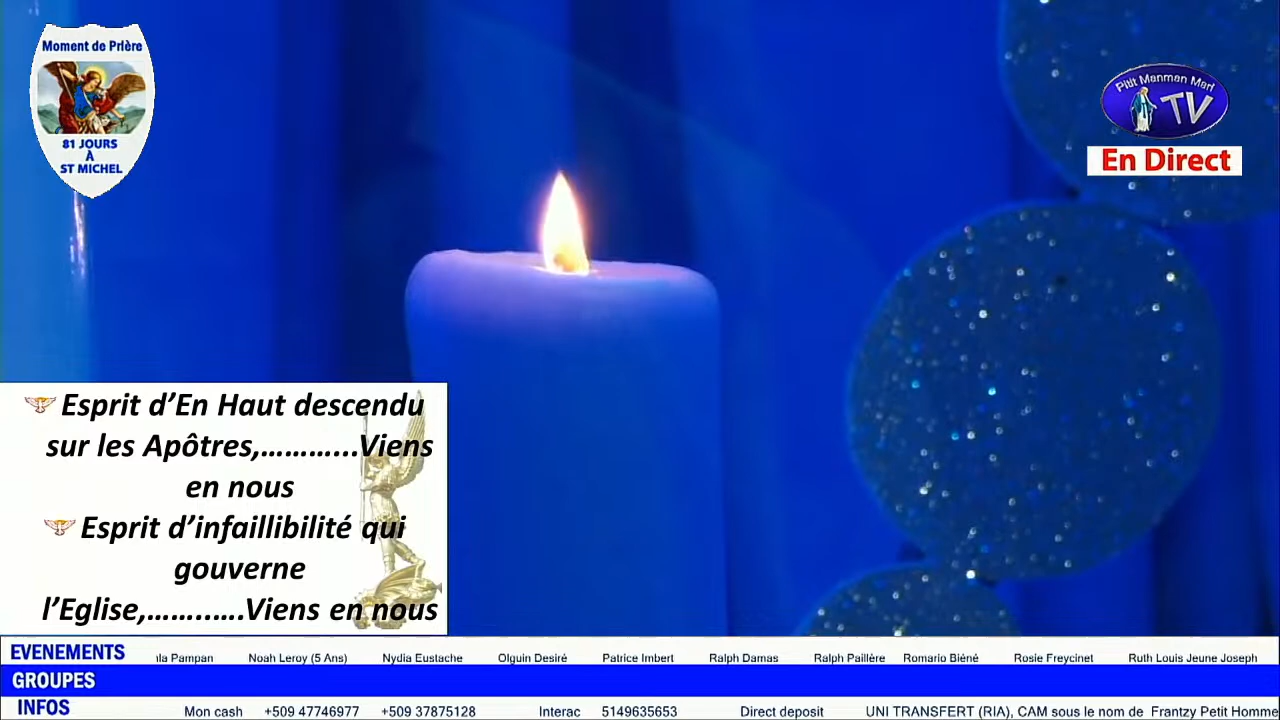 Moment de Prière
81 JOURS
À
ST MICHEL
Pitit Manman Mari
TV
En Direct
Esprit d’En Haut descendu
sur les Apôtres,………...Viens
en nous
Esprit d’infaillibilité qui
gouverne
l’Eglise,……..….Viens en nous
EVENEMENTS Pampan Noah Leroy (5 Ans) Nydia Eustache Olguin Desiré Patrice Imbert Ralph Damas Ralph Paillère Romario Biéné Rosie Freycinet Ruth Louis Jeune Joseph
GROUPES
INFOS Mon cash +509 47746977 +509 37875128 Interac 5149635653 Direct deposit UNI TRANSFERT (RIA), CAM sous le nom de Frantzy Petit Homme